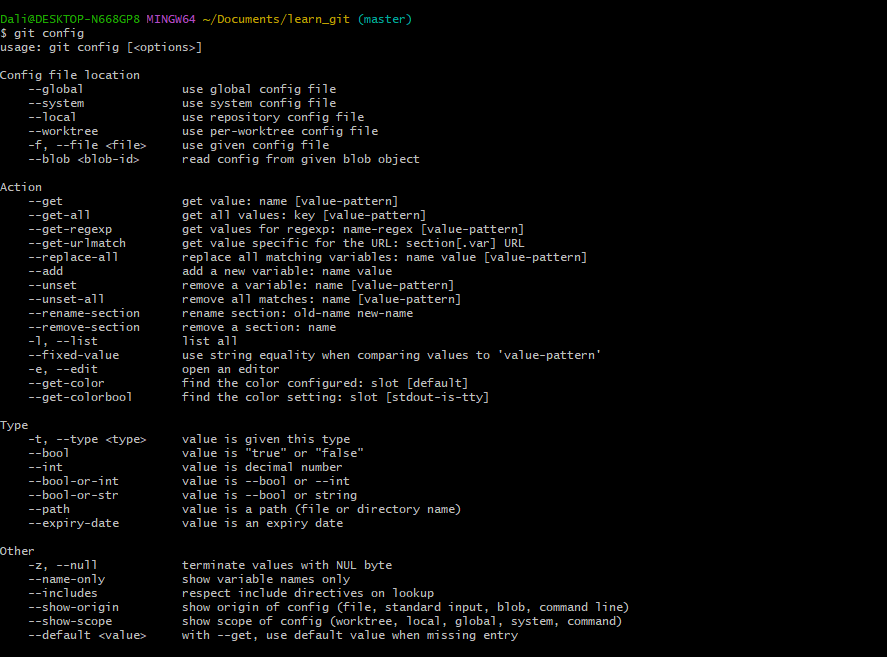 Dali@DESKTOP-N668GP8 MINGW64 ~/Documents/learn_git (master)
$ git config
usage: git config [<options>]

Config file location
    --global              use global config file
    --system              use system config file
    --local               use repository config file
    --worktree            use per-worktree config file
    -f, --file <file>     use given config file
    --blob <blob-id>      read config from given blob object

Action
    --get                 get value: name [value-pattern]
    --get-all             get all values: key [value-pattern]
    --get-regexp          get values for regexp: name-regex [value-pattern]
    --get-urlmatch        get value specific for the URL: section[.var] URL
    --replace-all         replace all matching variables: name value [value-pattern]
    --add                 add a new variable: name value
    --unset               remove a variable: name [value-pattern]
    --unset-all           remove all matches: name [value-pattern]
    --rename-section      rename section: old-name new-name
    --remove-section      remove a section: name
    -l, --list            list all
    --fixed-value         use string equality when comparing values to 'value-pattern'
    -e, --edit            open an editor
    --get-color           find the color configured: slot [default]
    --get-colorbool       find the color setting: slot [stdout-is-tty]

Type
    -t, --type <type>     value is given this type
    --bool                value is "true" or "false"
    --int                 value is decimal number
    --bool-or-int         value is --bool or --int
    --bool-or-str         value is --bool or string
    --path                value is a path (file or directory name)
    --expiry-date         value is an expiry date

Other
    -z, --null            terminate values with NUL byte
    --name-only           show variable names only
    --includes            respect include directives on lookup
    --show-origin         show origin of config (file, standard input, blob, command line)
    --show-scope          show scope of config (worktree, local, global, system, command)
    --default <value>     with --get, use default value when missing entry